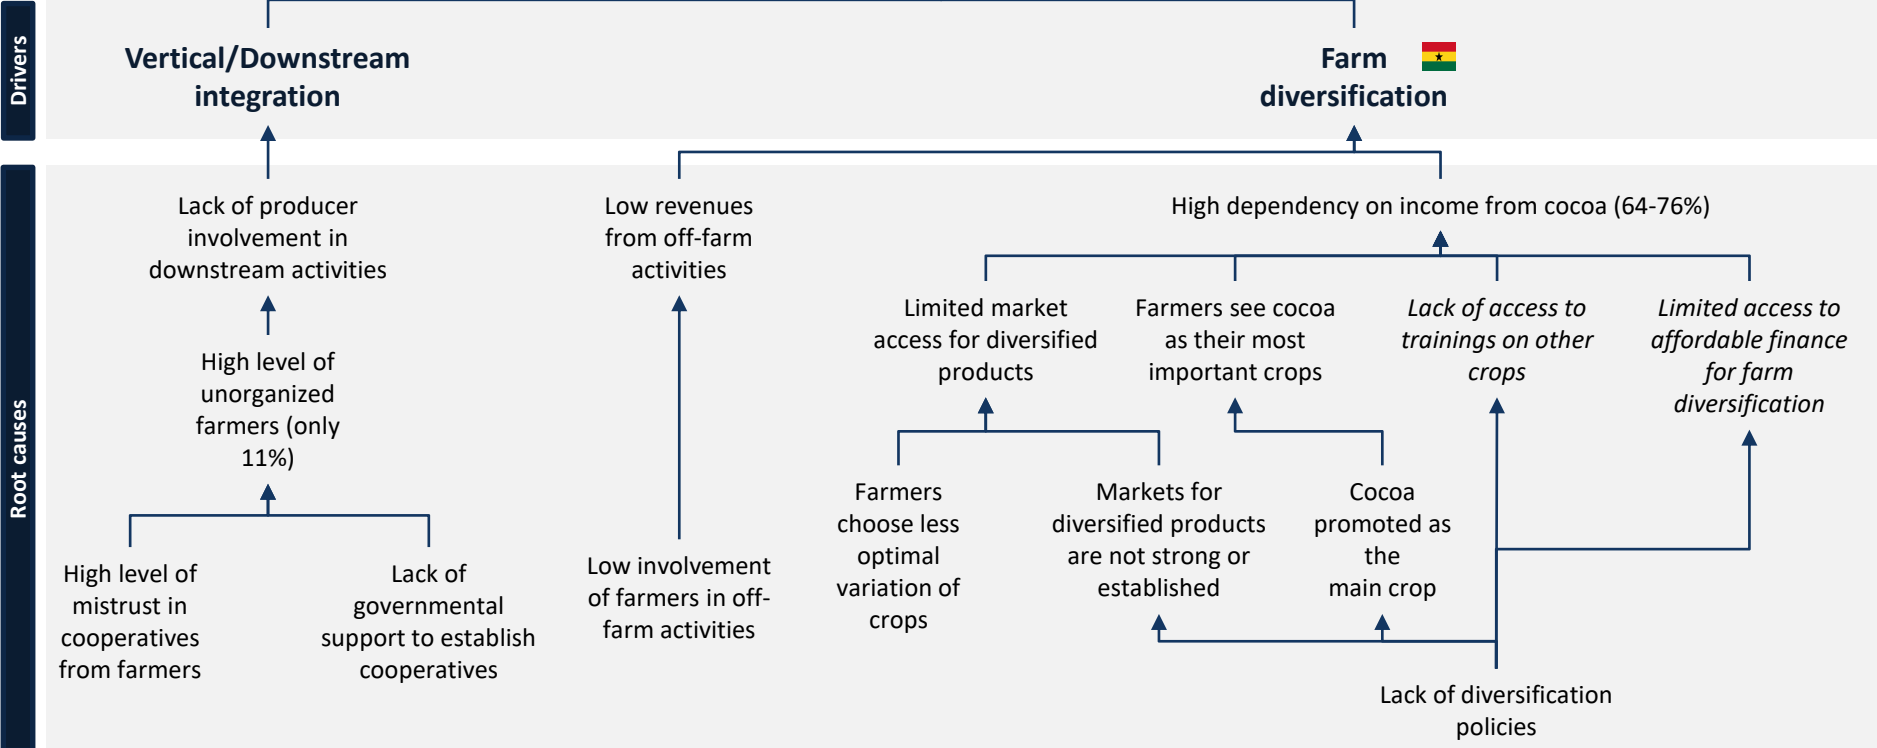 Drivers
Vertical/Downstream
integration
Farm
diversification
Root causes
Lack of producer
involvement in
downstream activities
Low revenues
from off-farm
activities
High dependency on income from cocoa (64-76%)
High level of
unorganized
farmers (only
11%)
Limited market
access for diversified
products
Farmers see cocoa
as their most
important crops
Lack of access to
trainings on other
crops
Limited access to
affordable finance
for farm
diversification
High level of
mistrust in
cooperatives
from farmers
Lack of
governmental
support to establish
cooperatives
Low involvement
of farmers in off-
farm activities
Farmers
choose less
optimal
variation of
crops
Markets for
diversified products
are not strong or
established
Cocoa
promoted as
the
main crop
Lack of diversification
policies